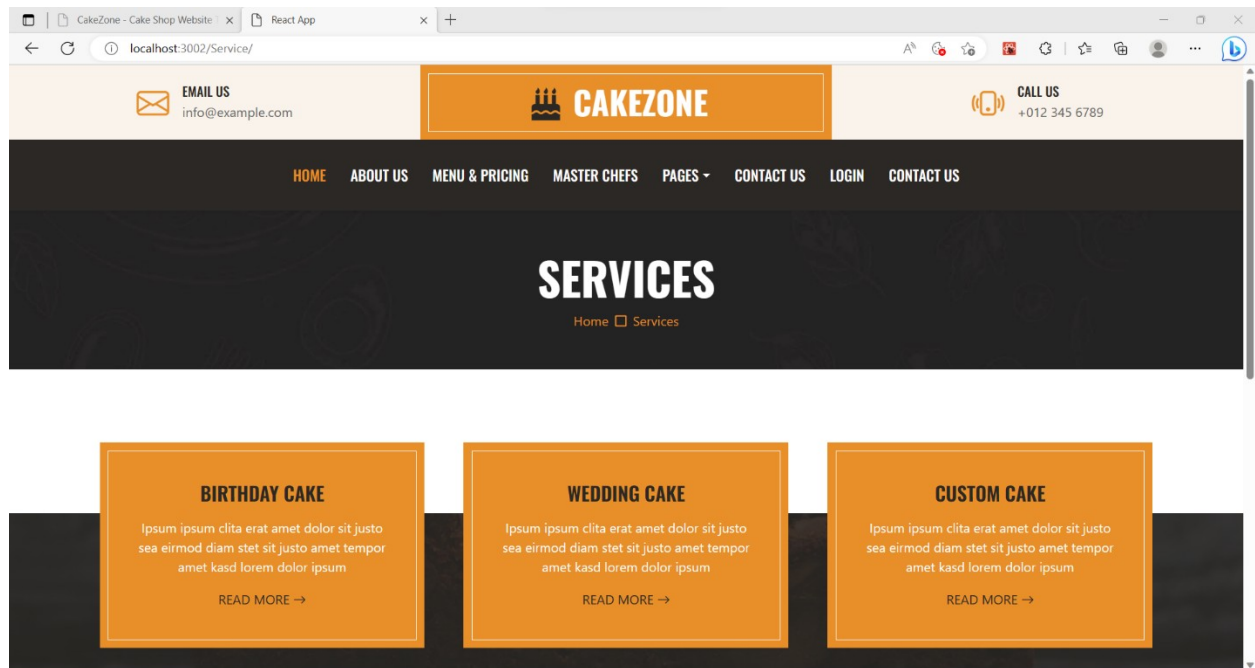 CakeZone - Cake Shop Website
React App
localhost:3002/Service/
EMAIL US
info@example.com
CAKEZONE
CALL US
+012 345 6789
HOME ABOUT US MENU & PRICING MASTER CHEFS PAGES CONTACT US LOGIN CONTACT US
SERVICES
Home Services
BIRTHDAY CAKE
Ipsum ipsum clita erat amet dolor sit justo
sea eirmod diam stet sit justo amet tempor
amet kasd lorem dolor ipsum
READ MORE →
WEDDING CAKE
Ipsum ipsum clita erat amet dolor sit justo
sea eirmod diam stet sit justo amet tempor
amet kasd lorem dolor ipsum
READ MORE →
CUSTOM CAKE
Ipsum ipsum clita erat amet dolor sit justo
sea eirmod diam stet sit justo amet tempor
amet kasd lorem dolor ipsum
READ MORE →